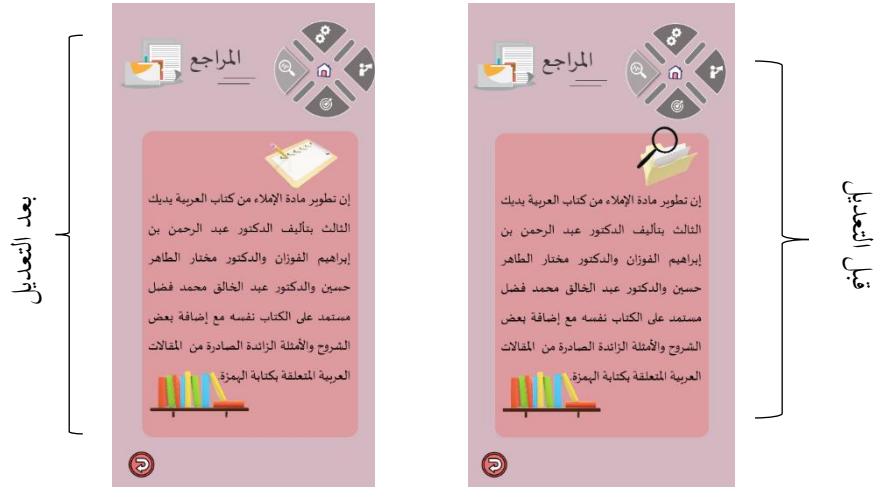 قبل التعديل
المراجع
إن تطوير مادة الإملاء من كتاب العربية يديك
الثالث بتأليف الدكتور عبد الرحمن بن
إبراهيم الفوزان والدكتور مختار الطاهر
حسين والدكتور عبد الخالق محمد فضل
مستمد على الكتاب نفسه مع إضافة بعض
الشروح والأمثلة الزائدة الصادرة من المقالات
العربية المتعلقة بكتابة الهمزة.
بعد التعديل
المراجع
إن تطوير مادة الإملاء من كتاب العربية يديك
الثالث بتأليف الدكتور عبد الرحمن بن
إبراهيم الفوزان والدكتور مختار الطاهر
حسين والدكتور عبد الخالق محمد فضل
مستمد على الكتاب نفسه مع إضافة بعض
الشروح والأمثلة الزائدة الصادرة من المقالات
العربية المتعلقة بكتابة الهمزة.